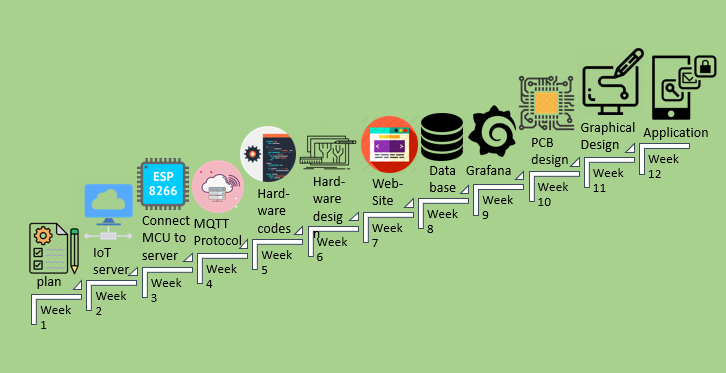 plan
Week
1
IoT
server
Week
2
ESP
8266
Connect
MCU to
server
Week
3
MQTT
Protocol
Week
4
Hard-
ware
codes
Week
5
Hard-
ware
desig
n
Week
6
Web-
Site
Week
7
Data
base
Week
8
Grafana
Week
9
PCB
design
Week
10
Graphical
Design
Week
11
Application
Week
12